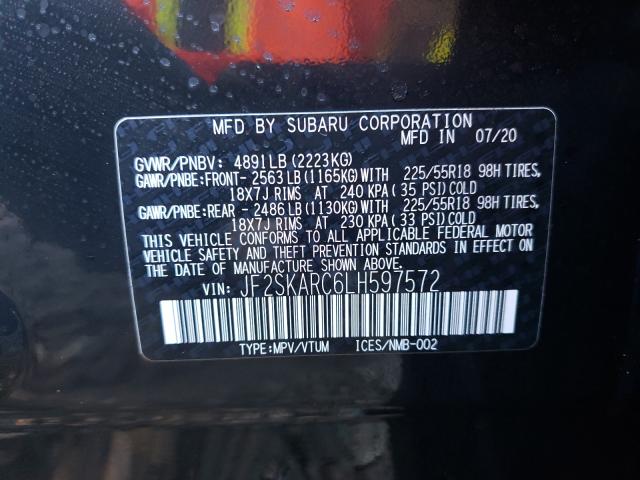 MFD BY SUBARU CORPORATION
MFD IN 07/20
GVWR/PNBV: 4891LB(2223KG)
GAWR/PNBE:FRONT- 2563LB(1165KG)WITH 225/55R18 98H TIRES,
18X7J RIMS AT 240 KPA(35 PSI)COLD
GAWR/PNBE:REAR - 2486LB(1130KG)WITH 225/55R18 98H TIRES,
18X7J RIMS AT 230 KPA(33 PSI)COLD
THIS VEHICLE CONFORMS TO ALL APPLICABLE FEDERAL MOTOR
VEHICLE SAFETY AND THEFT PREVENTION STANDARDS IN EFFECT ON
THE DATE OF MANUFACTURE SHOWN ABOVE.
VIN: JF2SKARC6LH597572
TYPE:MPV/VTUM ICES/NMB-002